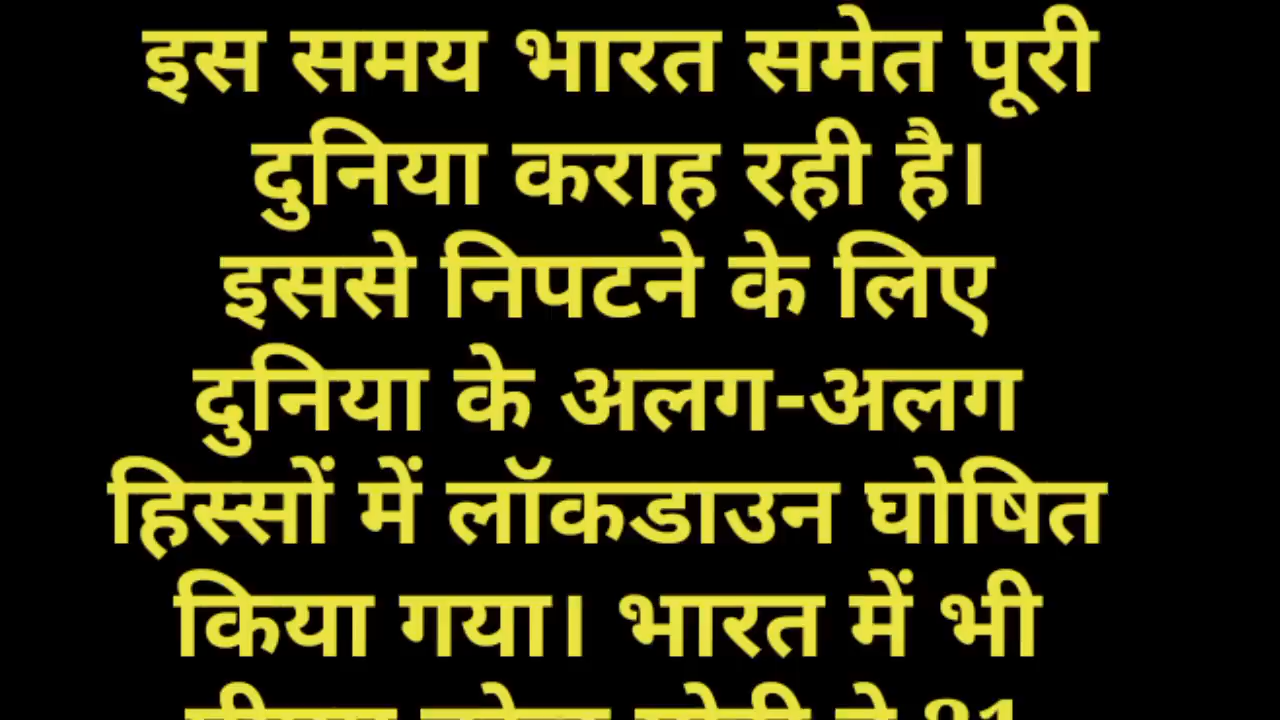 इस समय भारत समेत पूरी
दुनिया कराह रही है।
इससे निपटने के लिए
दुनिया के अलग-अलग
हिस्सों में लॉकडाउन घोषित
किया गया। भारत में भी